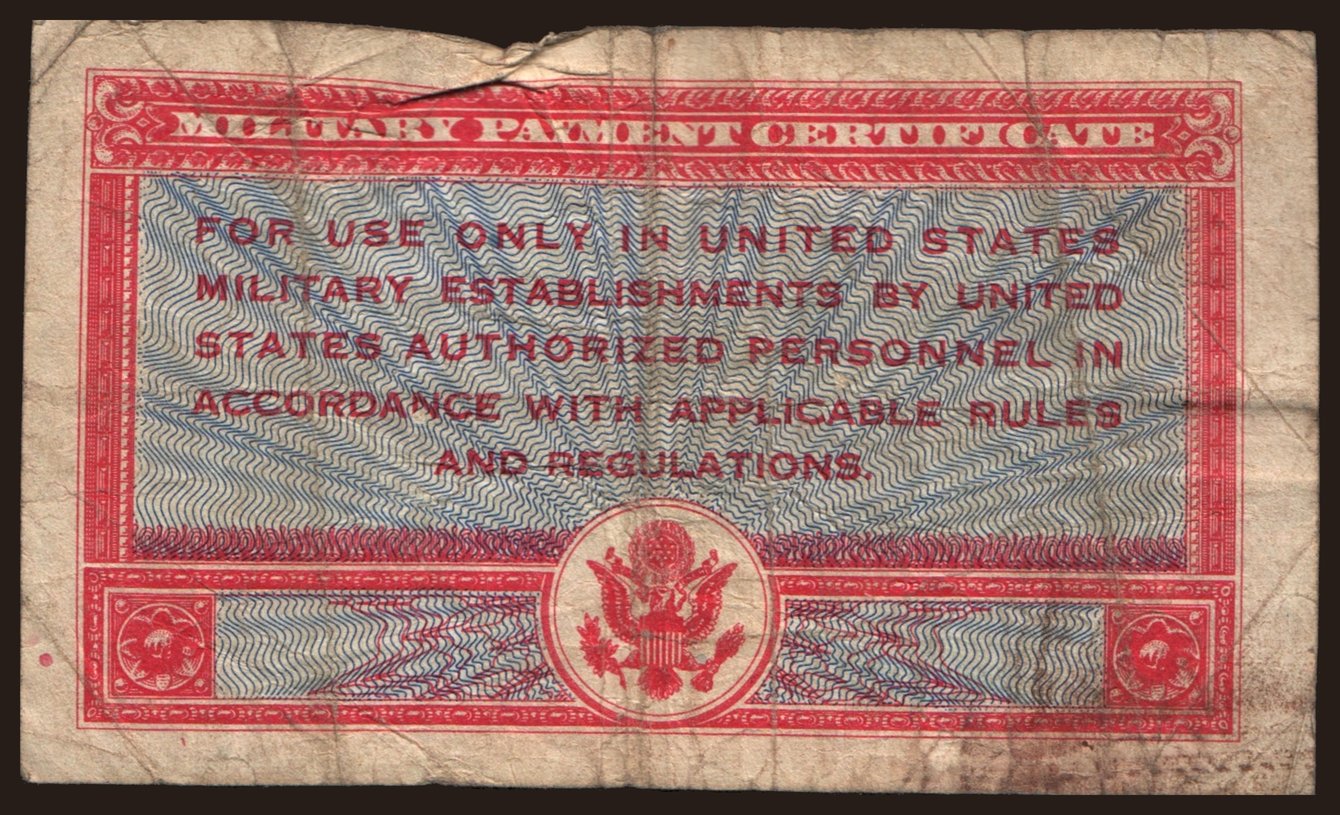 MILITARY PAYMENT CERTIFICATE
FOR USE ONLY IN UNITED STATES
MILITARY ESTABLISHMENTS BY UNITED
STATES AUTHORIZED PERSONNEL IN
ACCORDANCE WITH APPLICABLE RULES
AND REGULATIONS.